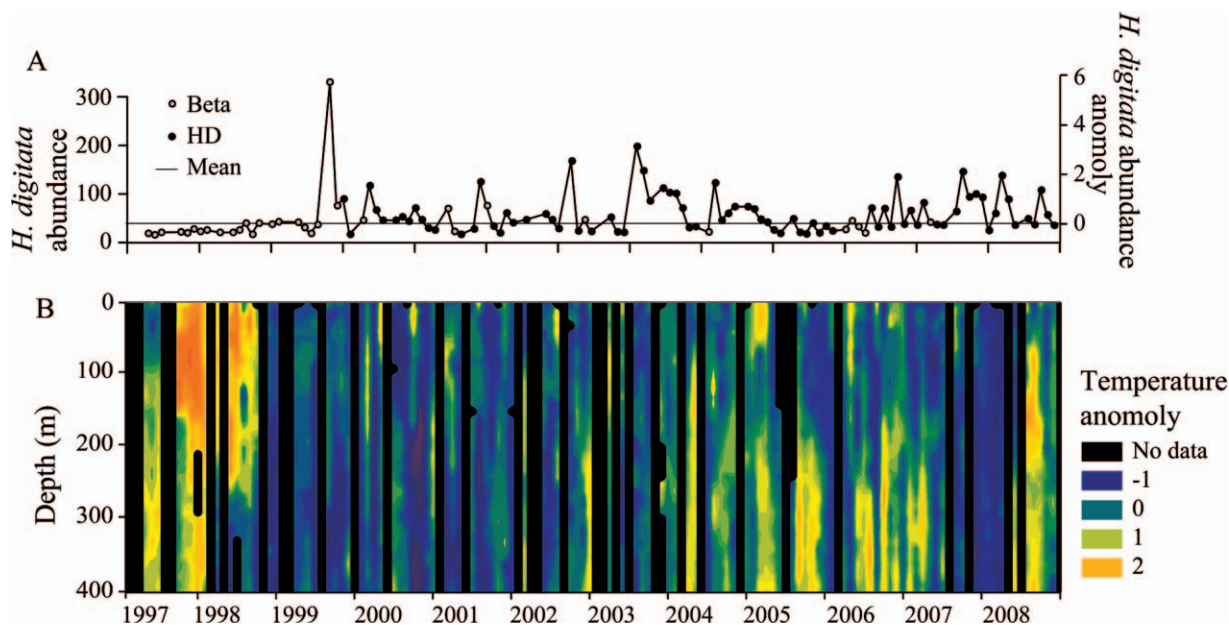 A
H. digitata
abundance
300
200
100
0
Beta
HD
Mean
6
4
2
0
H. digitata abundance
anomoly
B
Depth (m)
0
100
200
300
400
1997
1998
1999
2000
2001
2002
2003
2004
2005
2006
2007
2008
Temperature
anomoly
No data
-1
0
1
2